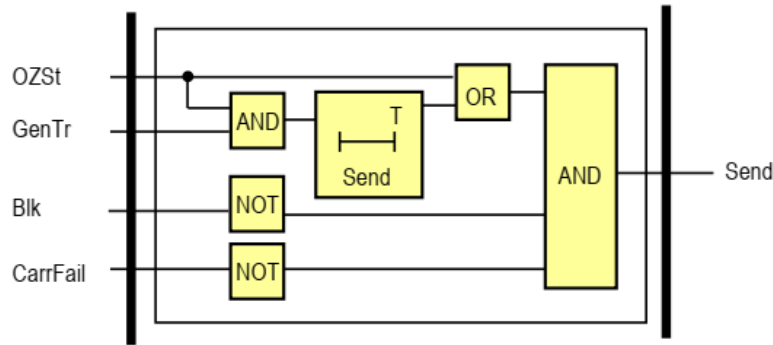 OZSt
GenTr
Blk
CarrFail
AND
T
Send
OR
NOT
NOT
AND
Send